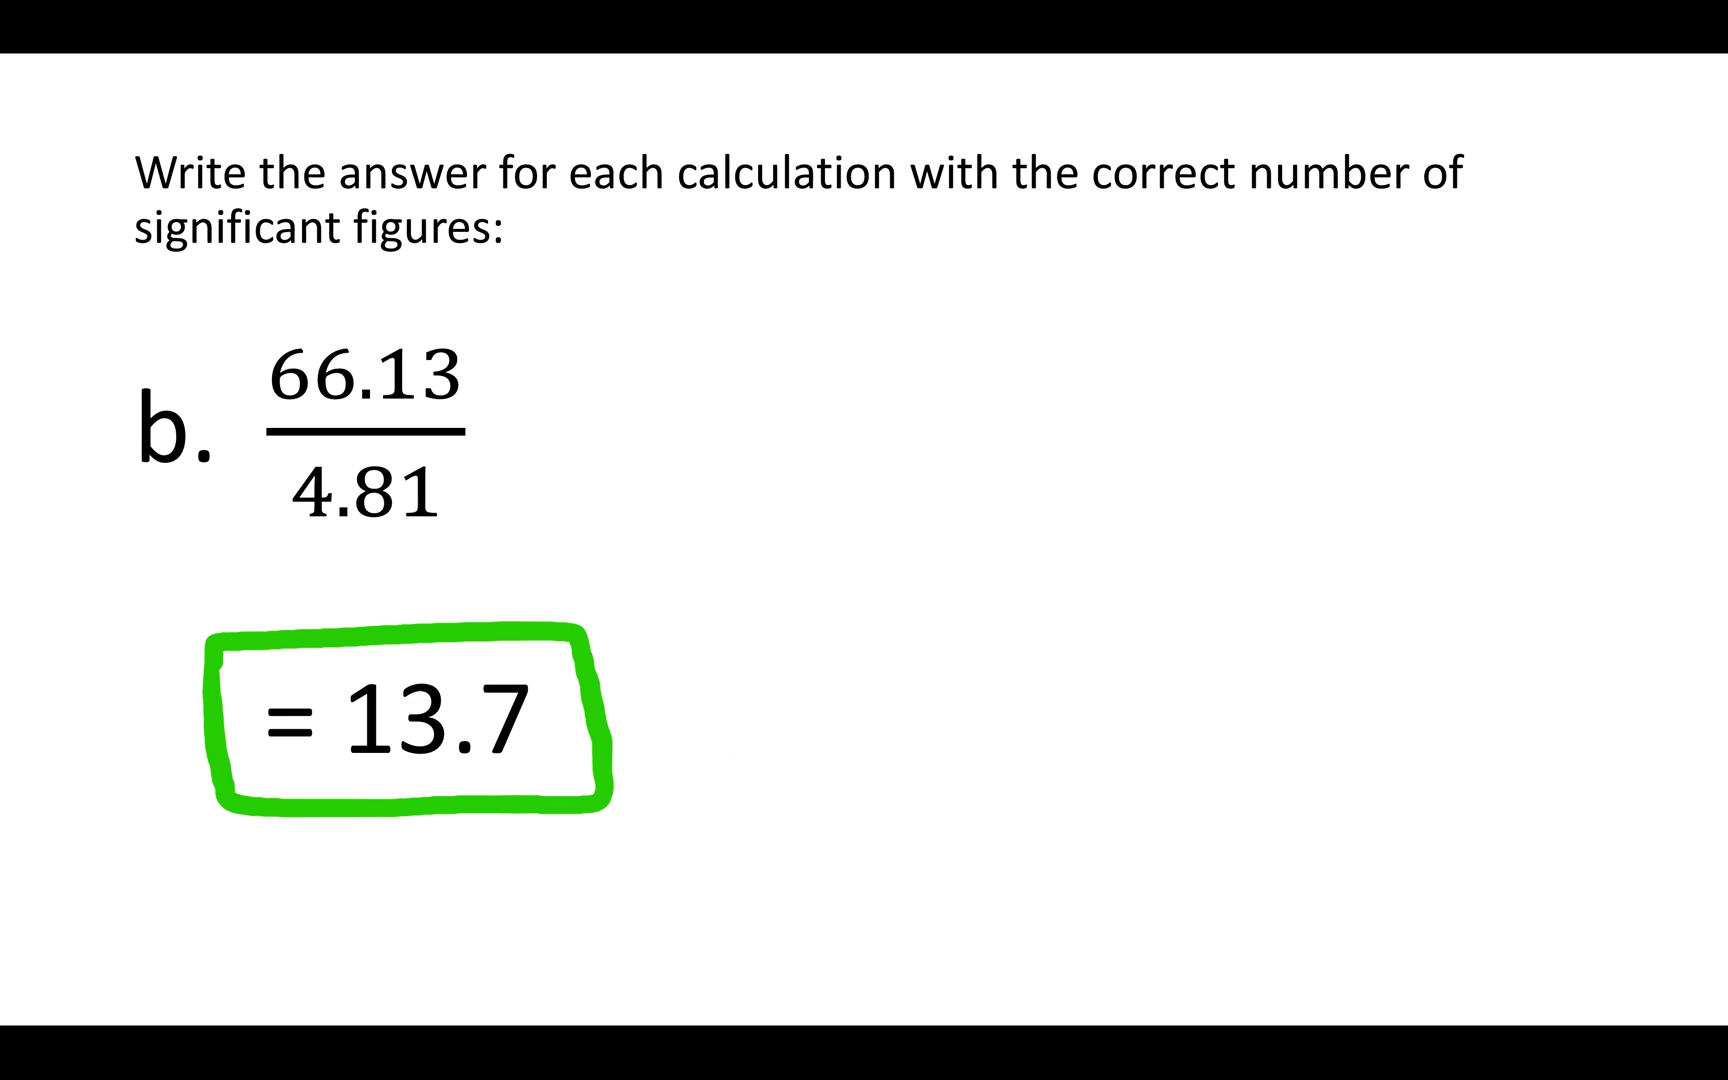 Write the answer for each calculation with the correct number of
significant figures:
b. 66.13
4.81
= 13.7